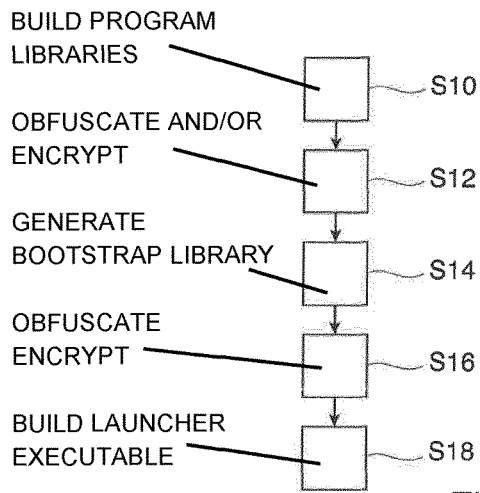 BUILD PROGRAM
LIBRARIES
S10
OBFUSCATE AND/OR
ENCRYPT
S12
GENERATE
BOOTSTRAP LIBRARY
S14
OBFUSCATE
ENCRYPT
S16
BUILD LAUNCHER
EXECUTABLE
S18